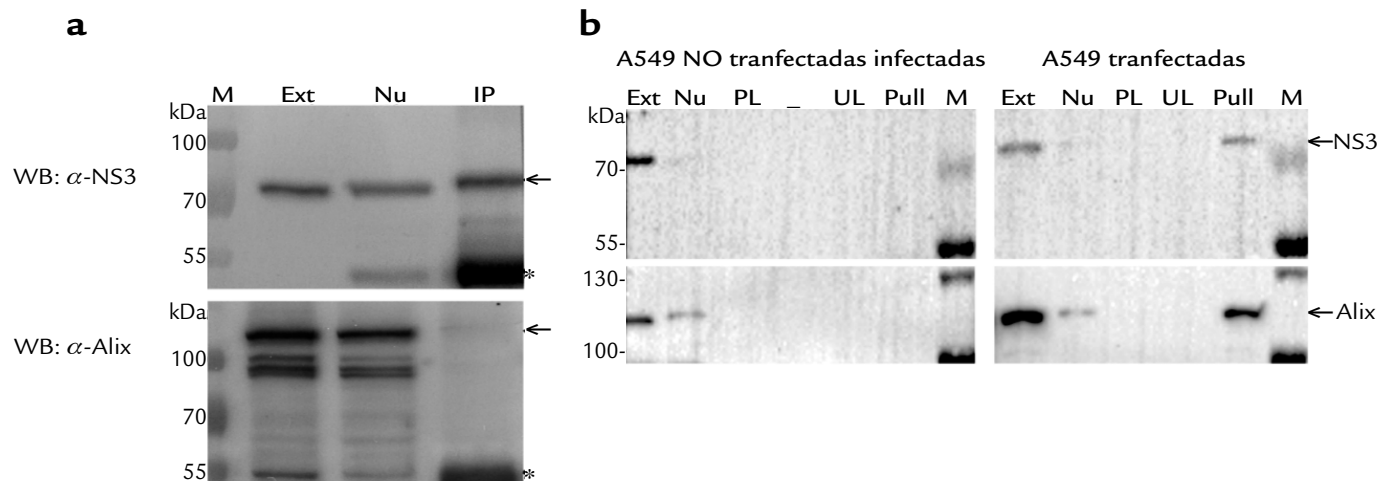 a
M Ext Nu IP
kDa
100
WB: α-NS3
70
55
*
kDa
WB: α-Alix
100
70
55
*
b
A549 NO tranfectadas infectadas
A549 tranfectadas
Ext Nu PL _ UL Pull M
Ext Nu PL UL Pull M
kDa
NS3
70-
55-
130-
Alix
100-